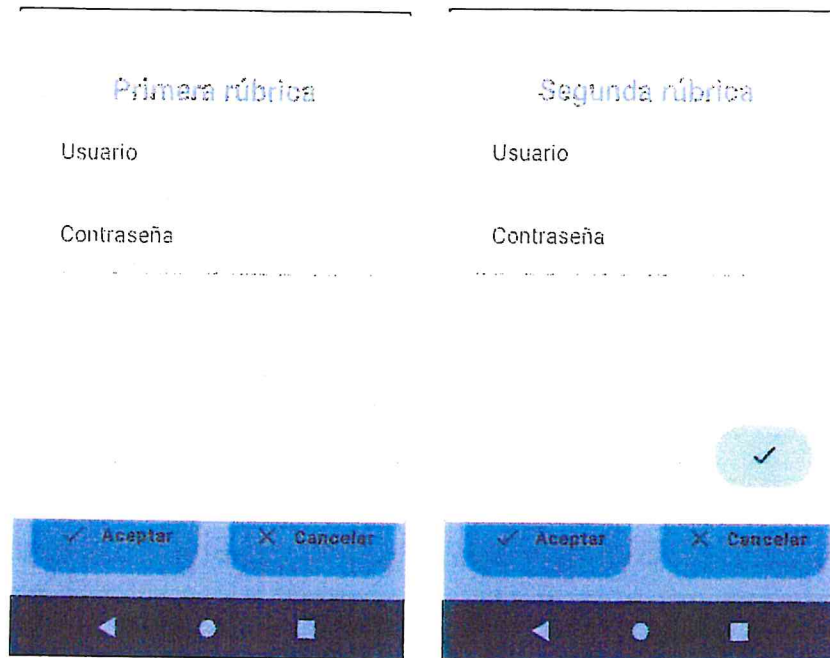 Primera rúbrica
Usuario
Contraseña
Aceptar Cancelar
Segunda rúbrica
Usuario
Contraseña
Aceptar Cancelar